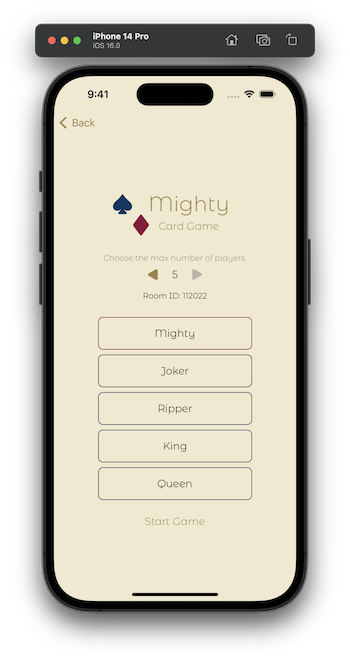 iPhone 14 Pro
iOS 16.0
9:41
Back
Mighty
Card Game
Choose the max number of players.
5
Room ID: 112022
Mighty
Joker
Ripper
King
Queen
Start Game